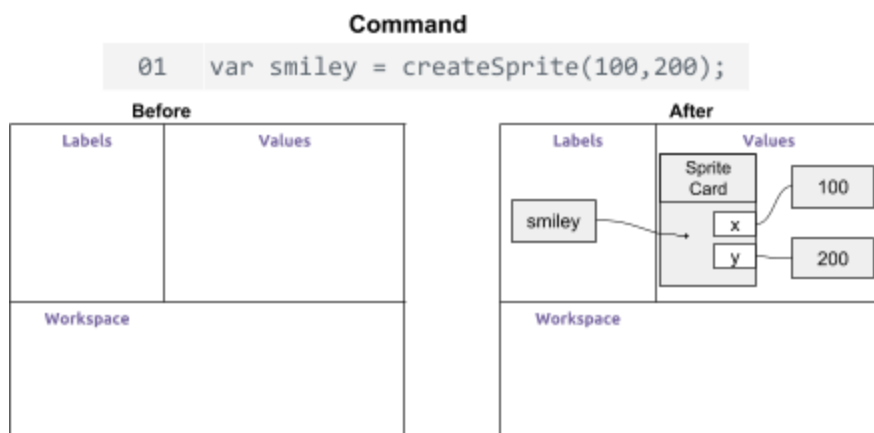 Command
01 var smiley = createSprite(100,200);
Before
Labels Values
Workspace
After
Labels Values
Sprite
Card
smiley
x
y
100
200
Workspace